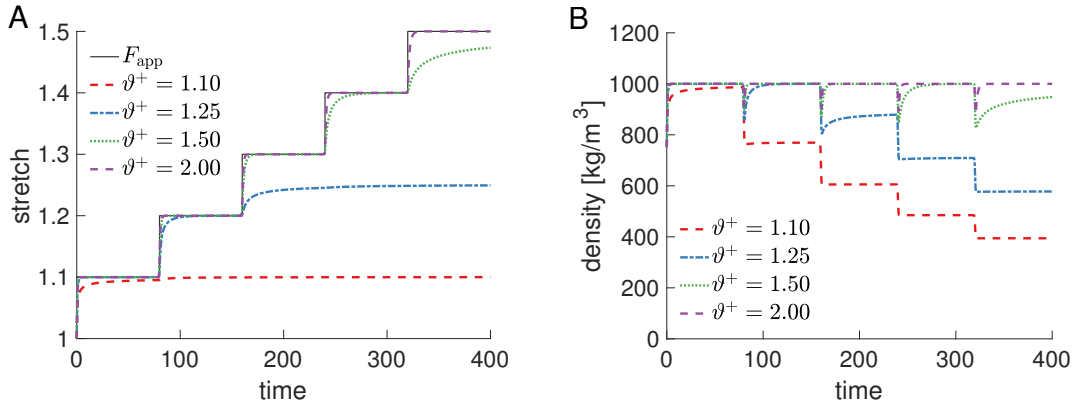 A
stretch
1.5
1.4
1.3
1.2
1.1
1
F_app
ϑ⁺ = 1.10
ϑ⁺ = 1.25
ϑ⁺ = 1.50
ϑ⁺ = 2.00
0 100 200 300 400
time
B
density [kg/m³]
1200
1000
800
600
400
200
0
ϑ⁺ = 1.10
ϑ⁺ = 1.25
ϑ⁺ = 1.50
ϑ⁺ = 2.00
0 100 200 300 400
time